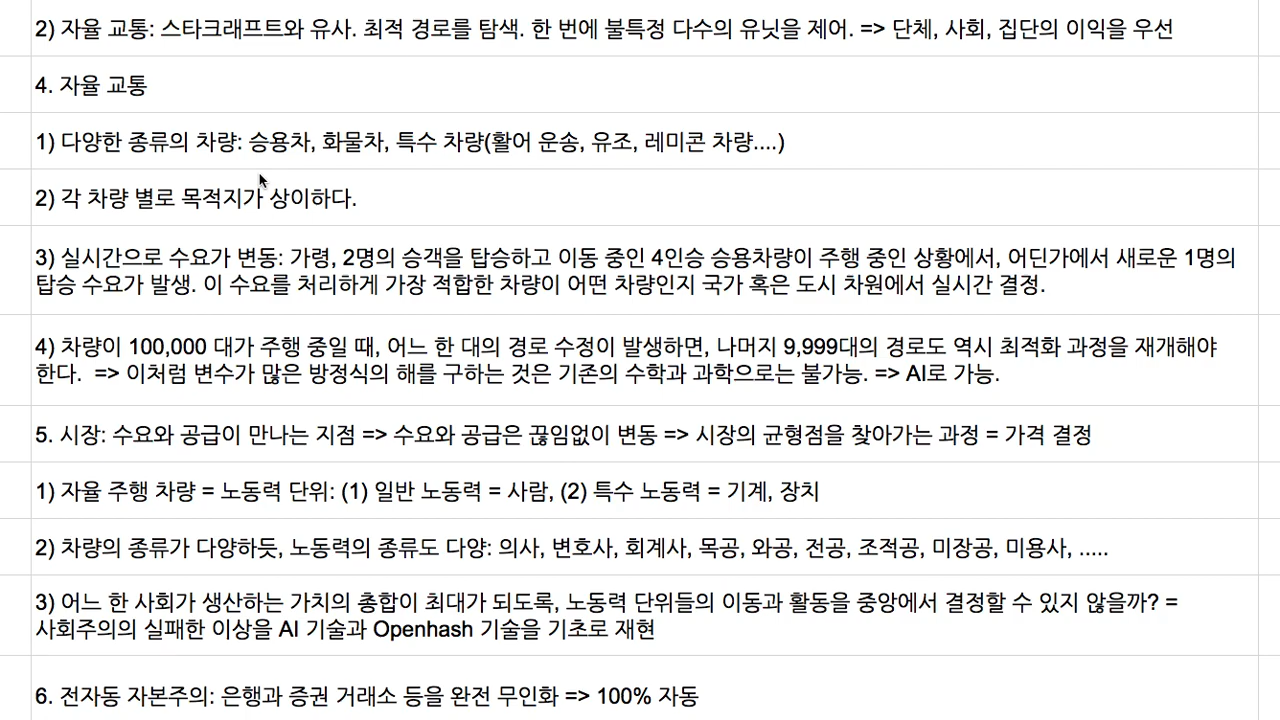 2) 자율 교통: 스타크래프트와 유사. 최적 경로를 탐색. 한 번에 불특정 다수의 유닛을 제어. => 단체, 사회, 집단의 이익을 우선
4. 자율 교통
1) 다양한 종류의 차량: 승용차, 화물차, 특수 차량(활어 운송, 유조, 레미콘 차량....)
2) 각 차량 별로 목적지가 상이하다.
3) 실시간으로 수요가 변동: 가령, 2명의 승객을 탑승하고 이동 중인 4인승 승용차량이 주행 중인 상황에서, 어딘가에서 새로운 1명의
탑승 수요가 발생. 이 수요를 처리하게 가장 적합한 차량이 어떤 차량인지 국가 혹은 도시 차원에서 실시간 결정.
4) 차량이 100,000 대가 주행 중일 때, 어느 한 대의 경로 수정이 발생하면, 나머지 9,999대의 경로도 역시 최적화 과정을 재개해야
한다.  => 이처럼 변수가 많은 방정식의 해를 구하는 것은 기존의 수학과 과학으로는 불가능. => AI로 가능.
5. 시장: 수요와 공급이 만나는 지점 => 수요와 공급은 끊임없이 변동 => 시장의 균형점을 찾아가는 과정 = 가격 결정
1) 자율 주행 차량 = 노동력 단위: (1) 일반 노동력 = 사람, (2) 특수 노동력 = 기계, 장치
2) 차량의 종류가 다양하듯, 노동력의 종류도 다양: 의사, 변호사, 회계사, 목공, 와공, 전공, 조적공, 미장공, 미용사, .....
3) 어느 한 사회가 생산하는 가치의 총합이 최대가 되도록, 노동력 단위들의 이동과 활동을 중앙에서 결정할 수 있지 않을까? =
사회주의의 실패한 이상을 AI 기술과 Openhash 기술을 기초로 재현
6. 전자동 자본주의: 은행과 증권 거래소 등을 완전 무인화 => 100% 자동